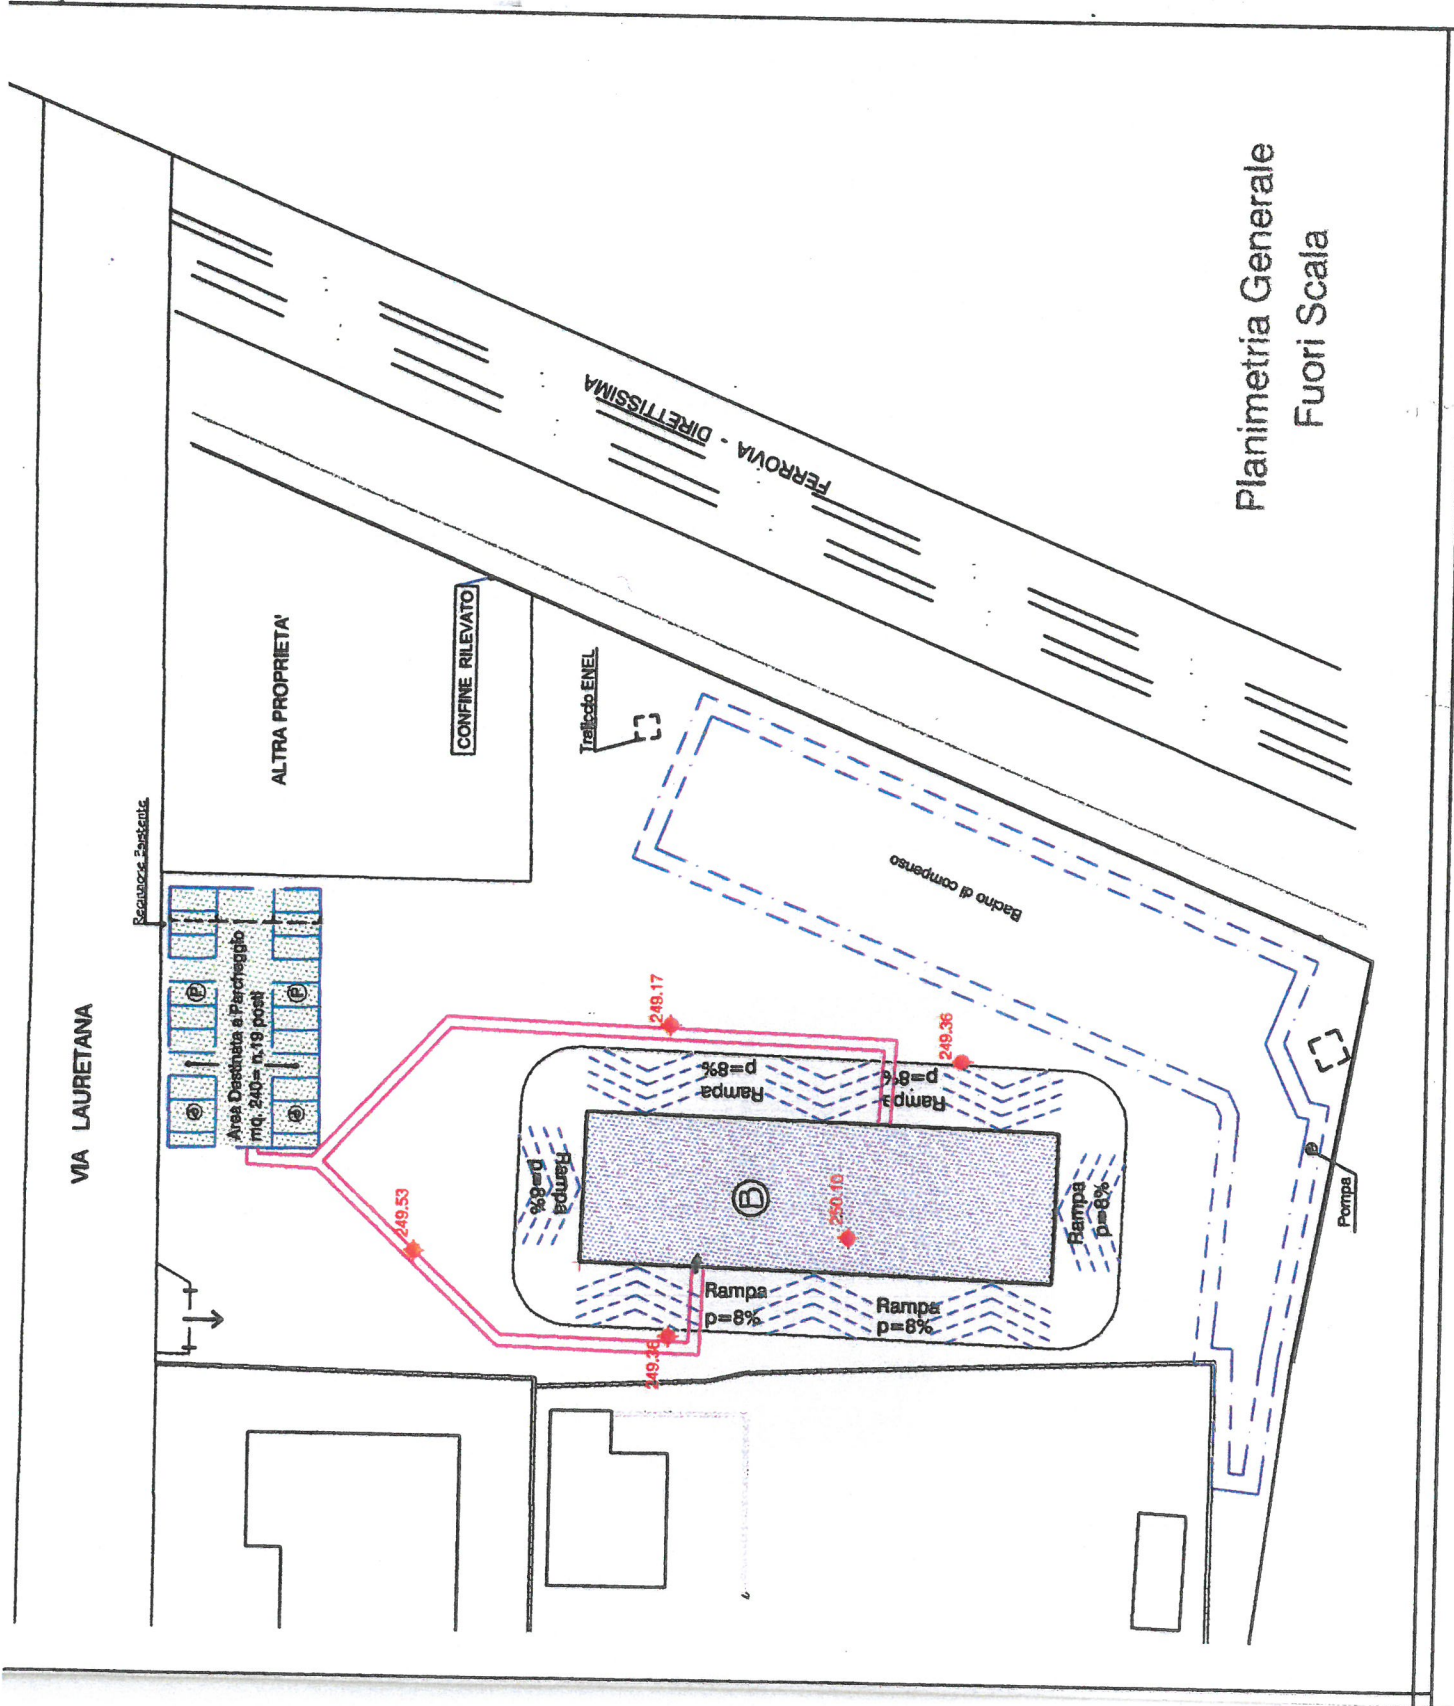 Planimetria Generale
Fuori Scala
VIA LAURETANA
Recinzione Esistente
ALTRA PROPRIETA'
CONFINE RILEVATO
Traliccio ENEL
FERROVIA - DIRETTISSIMA
Area Destinata a Parcheggio
mq. 240= n.19 posti
P
P
Bacino di compenso
249.17
249.36
249.53
249.36
250.10
B
Rampa
p=8%
Rampa
p=8%
Rampa
p=8%
Rampa
p=8%
Rampa
p=8%
Rampa
p=8%
Pompa